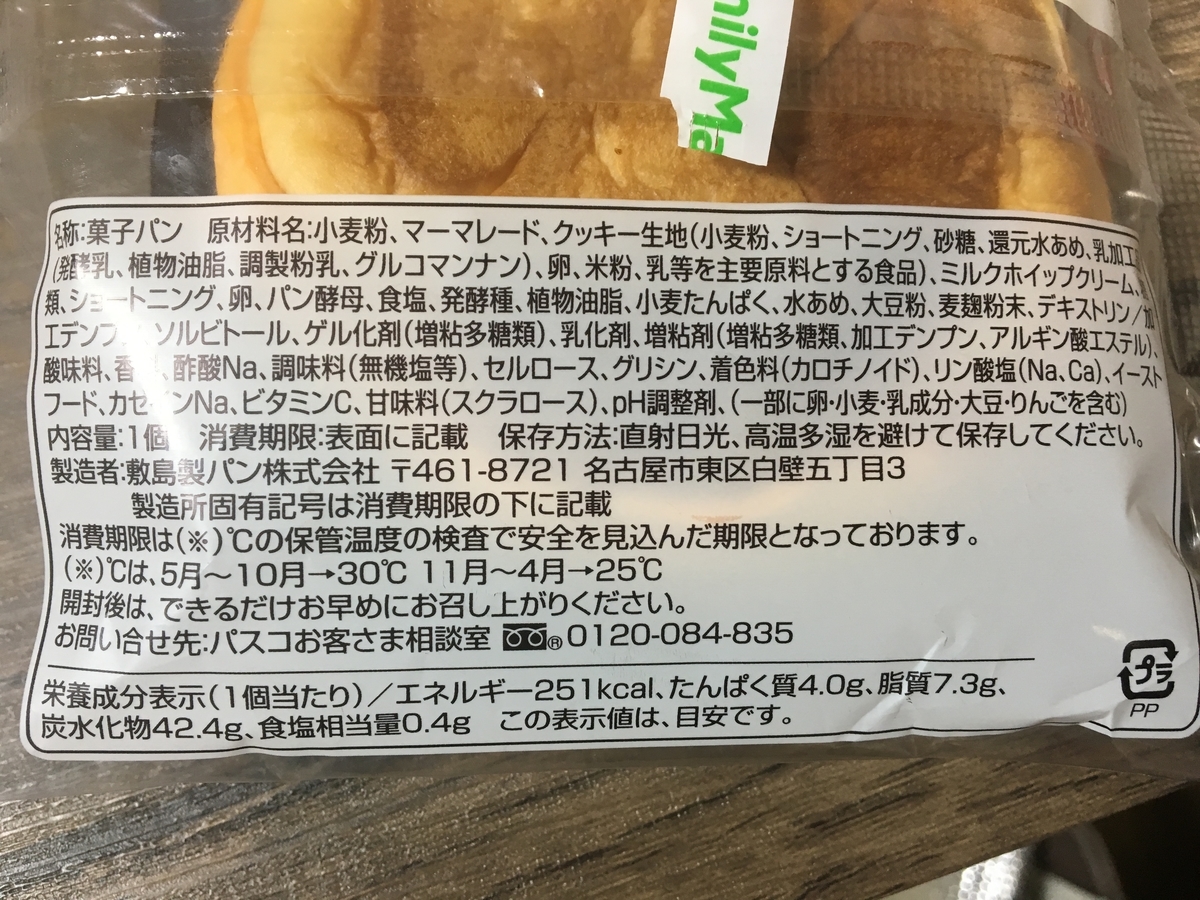 nilyMa
名称:菓子パン 原材料名:小麦粉、マーマレード、クッキー生地(小麦粉、ショートニング、砂糖、還元水あめ、乳加工
(発酵乳、植物油脂、調製粉乳、グルコマンナン)、卵、米粉、乳等を主要原料とする食品)、ミルクホイップクリーム、
類、ショートニング、卵、パン酵母、食塩、発酵種、植物油脂、小麦たんぱく、水あめ、大豆粉、麦麹粉末、デキストリン/加
工デンプ、ソルビトール、ゲル化剤(増粘多糖類)、乳化剤、増粘剤(増粘多糖類、加工デンプン、アルギン酸エステル)、
酸味料、香、酢酸Na、調味料(無機塩等)、セルロース、グリシン、着色料(カロチノイド)、リン酸塩(Na、Ca)、イースト
フード、カゼインNa、ビタミンC、甘味料(スクラロース)、pH調整剤、(一部に卵・小麦・乳成分・大豆・りんごを含む)
内容量:1個 消費期限:表面に記載 保存方法:直射日光、高温多湿を避けて保存してください。
製造者:敷島製パン株式会社 〒461-8721 名古屋市東区白壁五丁目3
製造所固有記号は消費期限の下に記載
消費期限は(※)℃の保管温度の検査で安全を見込んだ期限となっております。
(※)℃は、5月〜10月→30℃ 11月〜4月→25℃
開封後は、できるだけお早めにお召し上がりください。
お問い合せ先:パスコお客さま相談室 ®0120-084-835
栄養成分表示(1個当たり)/エネルギー251kcal、たんぱく質4.0g、脂質7.3g、
炭水化物42.4g、食塩相当量0.4g この表示値は、目安です。
プラ
PP